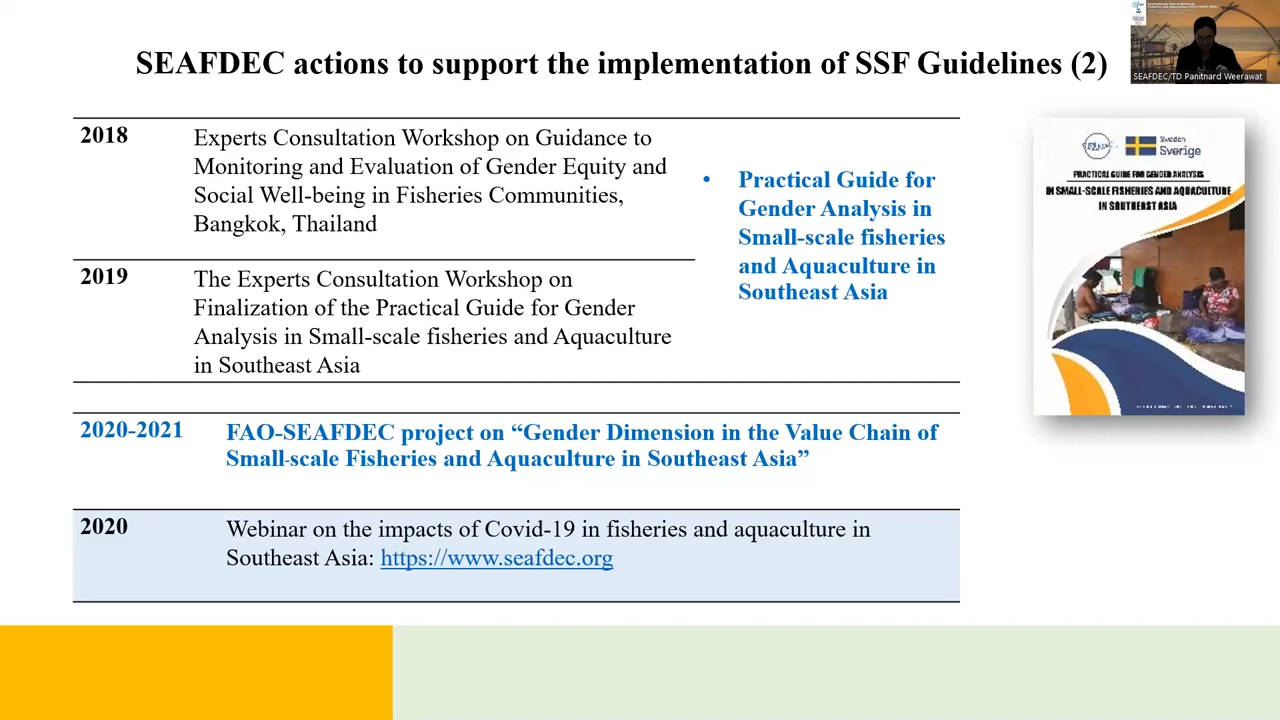 SEAFDEC actions to support the implementation of SSF Guidelines (2)
SEAFDEC/TD Panitnard Weerawat
2018
Experts Consultation Workshop on Guidance to
Monitoring and Evaluation of Gender Equity and
Social Well-being in Fisheries Communities,
Bangkok, Thailand
• Practical Guide for
Gender Analysis in
Small-scale fisheries
and Aquaculture in
Southeast Asia
2019
The Experts Consultation Workshop on
Finalization of the Practical Guide for Gender
Analysis in Small-scale fisheries and Aquaculture
in Southeast Asia
2020-2021
FAO-SEAFDEC project on “Gender Dimension in the Value Chain of
Small-scale Fisheries and Aquaculture in Southeast Asia”
2020
Webinar on the impacts of Covid-19 in fisheries and aquaculture in
Southeast Asia: https://www.seafdec.org
Sweden
Sverige
PRACTICAL GUIDE FOR GENDER ANALYSIS
IN SMALL-SCALE FISHERIES AND AQUACULTURE
IN SOUTHEAST ASIA